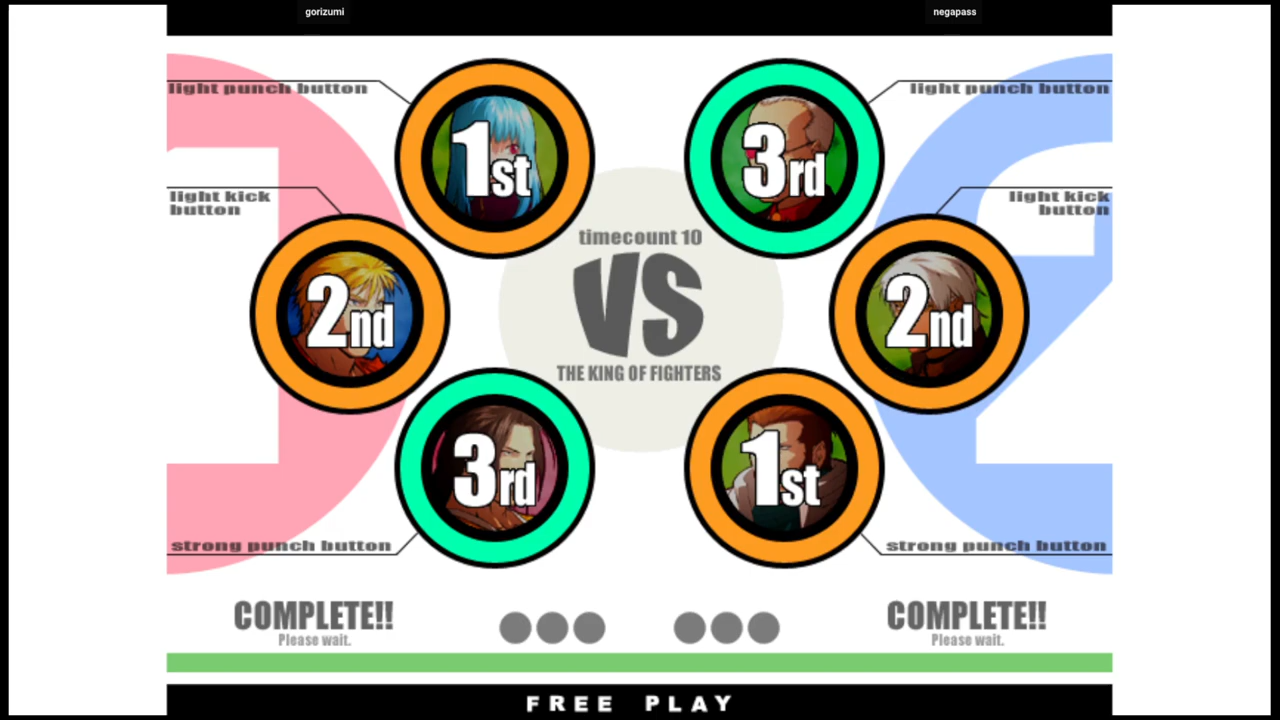 gorizumi
negapass
light punch button
light punch button
1st
3rd
light kick
button
light kick
button
timecount 10
VS
THE KING OF FIGHTERS
2nd
2nd
3rd
1st
strong punch button
strong punch button
COMPLETE!!
Please wait.
COMPLETE!!
Please wait.
FREE PLAY